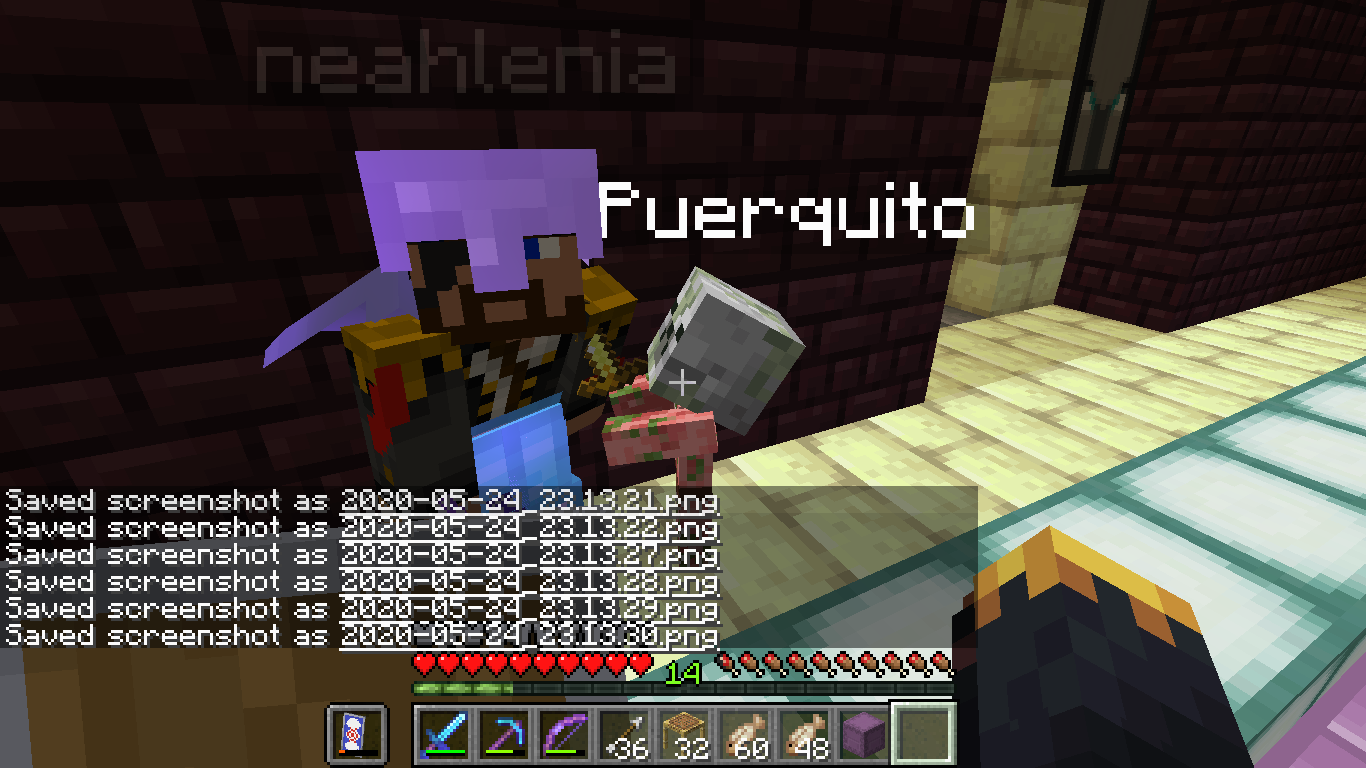 neahlenia
Puerquito
Saved screenshot as 2020-05-24_23.13.21.png
Saved screenshot as 2020-05-24_23.13.22.png
Saved screenshot as 2020-05-24_23.13.27.png
Saved screenshot as 2020-05-24_23.13.28.png
Saved screenshot as 2020-05-24_23.13.29.png
Saved screenshot as 2020-05-24_23.13.30.png
14
36 32 60 48